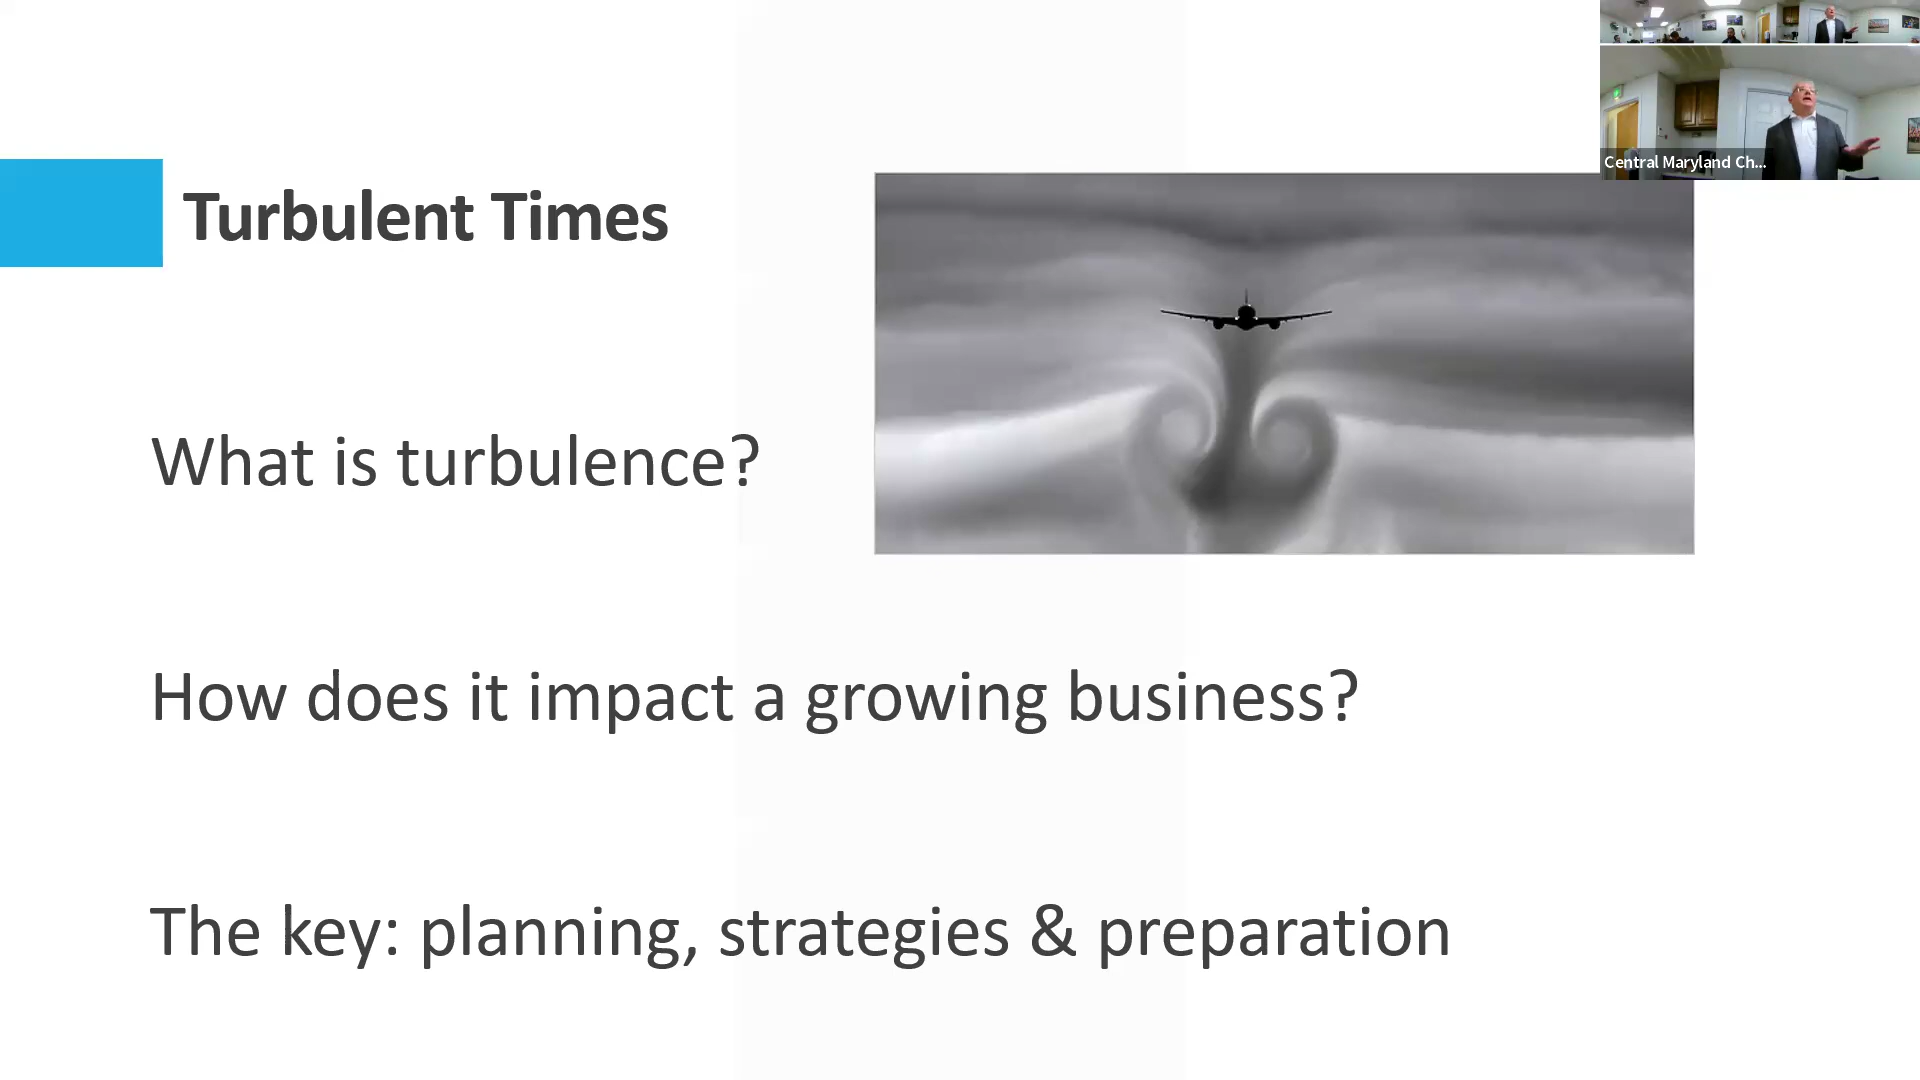 Central Maryland Ch...
Turbulent Times
What is turbulence?
How does it impact a growing business?
The key: planning, strategies & preparation